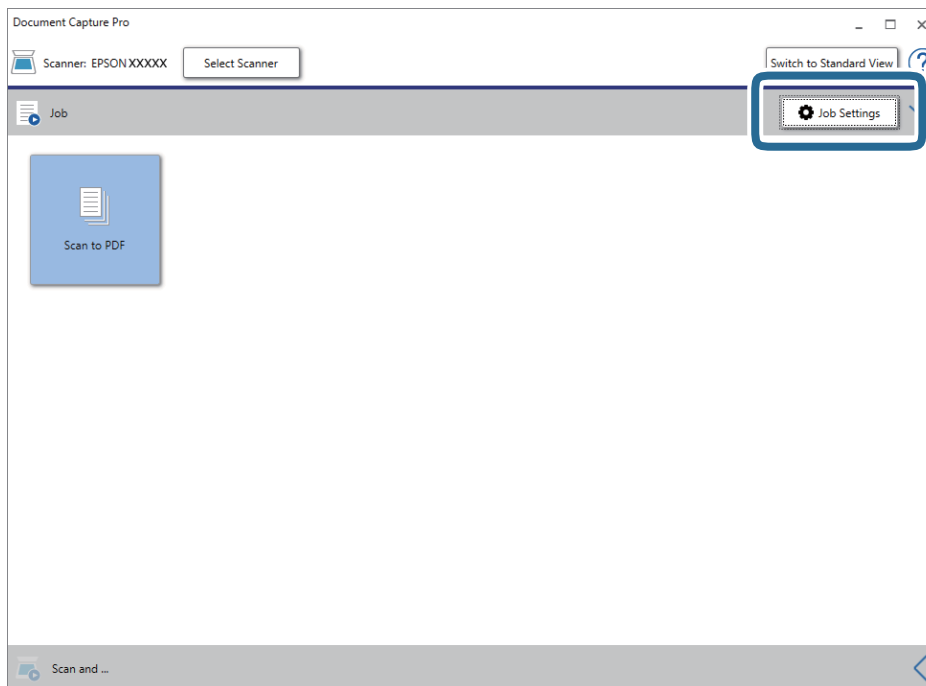 Document Capture Pro
Scanner: EPSON XXXXX
Select Scanner
Switch to Standard View
?
Job
Job Settings
Scan to PDF
Scan and ...